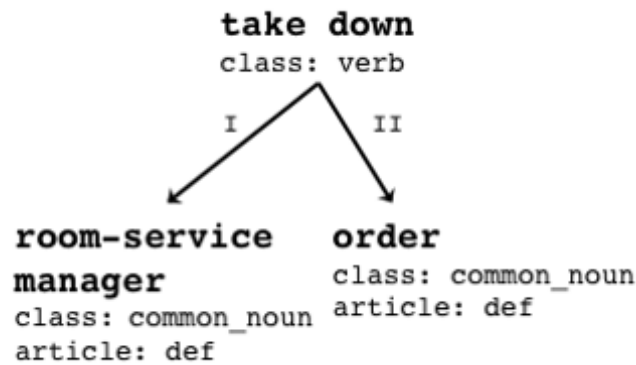 take down
class: verb
I
II
room-service
manager
class: common_noun
article: def
order
class: common_noun
article: def